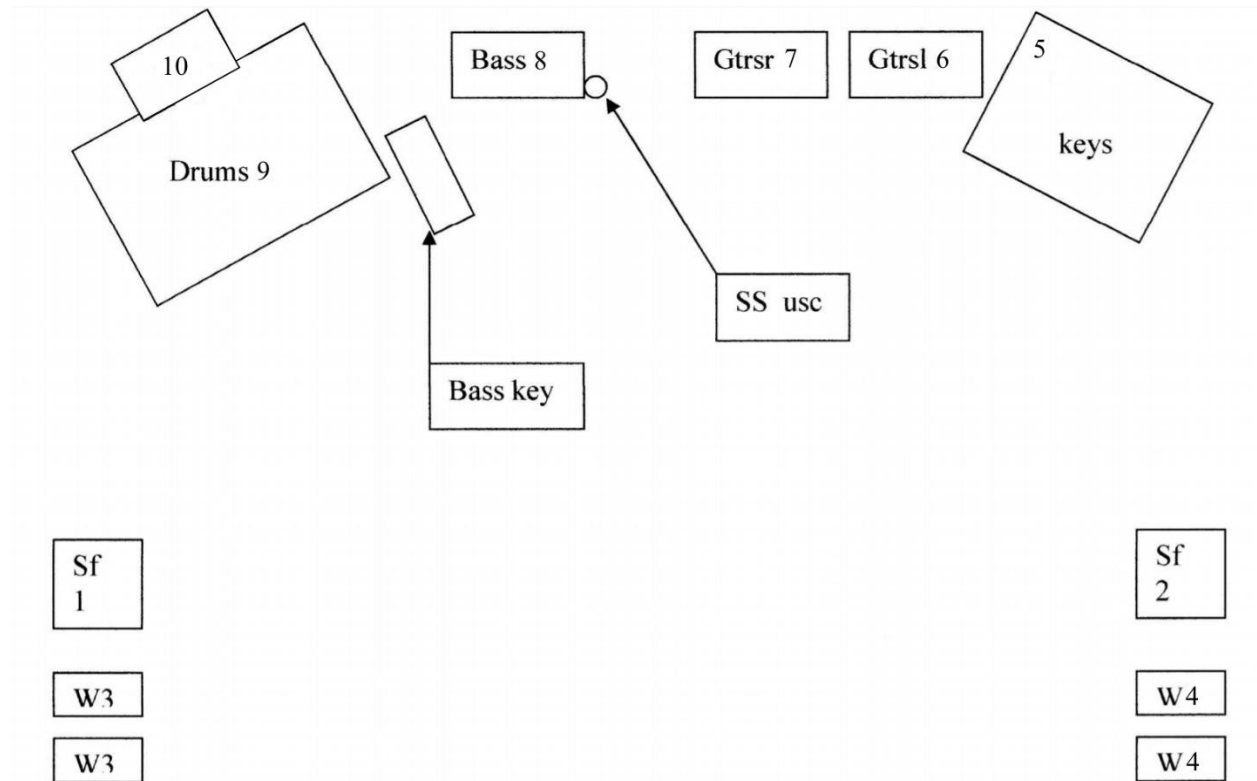 10
Bass 8
Gtrsr 7
Gtrsl 6
5
keys
Drums 9
SS usc
Bass key
Sf
1
Sf
2
W3
W4
W3
W4